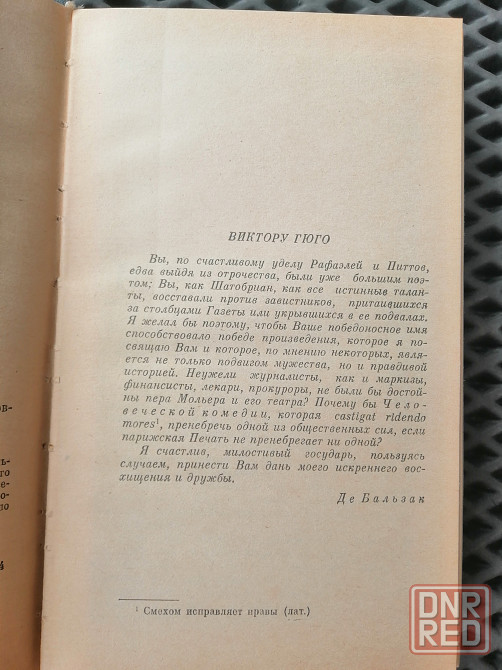 ВИКТОРУ ГЮГО
Вы, по счастливому уделу Рафаэлей и Питтов,
едва выйдя из отрочества, были уже большим поэ-
том; Вы, как Шатобриан, как все истинные талан-
ты, восставали против завистников, притаившихся
за столбцами Газеты или укрывшихся в ее подвалах.
Я желал бы поэтому, чтобы Ваше победоносное имя
способствовало победе произведения, которое я по-
свящаю Вам и которое, по мнению некоторых, явля-
ется не только подвигом мужества, но и правдивой
историей. Неужели журналисты, как и маркизы,
финансисты, лекари, прокуроры, не были бы достой-
ны пера Мольера и его театра? Почему бы Чело-
веческой комедии, которая castigat ridendo
mores¹, пренебречь одной из общественных сил, если
парижская Печать не пренебрегает ни одной?
Я счастлив, милостивый государь, пользуясь
случаем, принести Вам дань моего искреннего вос-
хищения и дружбы.
Де Бальзак
¹ Смехом исправляет нравы (лат.)
DNR
RED